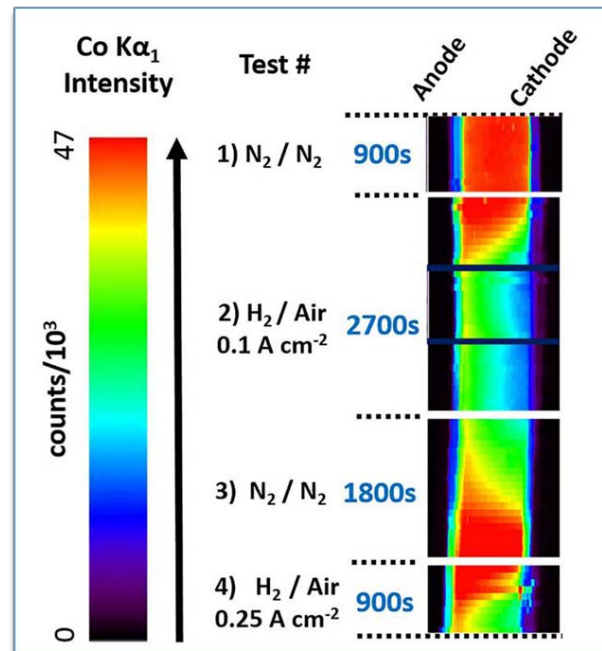 Co Kα₁
Intensity
Test #
Anode
Cathode
47
counts/10³
0
1) N₂ / N₂
900s
2) H₂ / Air
0.1 A cm⁻²
2700s
3) N₂ / N₂
1800s
4) H₂ / Air
0.25 A cm⁻²
900s